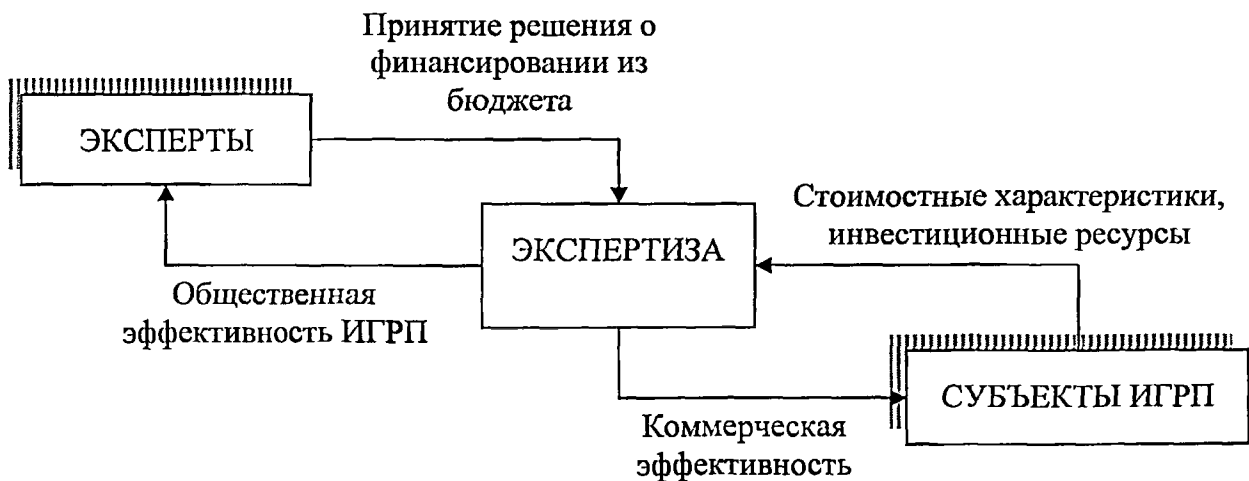 Принятие решения о
финансировании из
бюджета
ЭКСПЕРТЫ
Стоимостные характеристики,
инвестиционные ресурсы
ЭКСПЕРТИЗА
Общественная
эффективность ИГРП
СУБЪЕКТЫ ИГРП
Коммерческая
эффективность